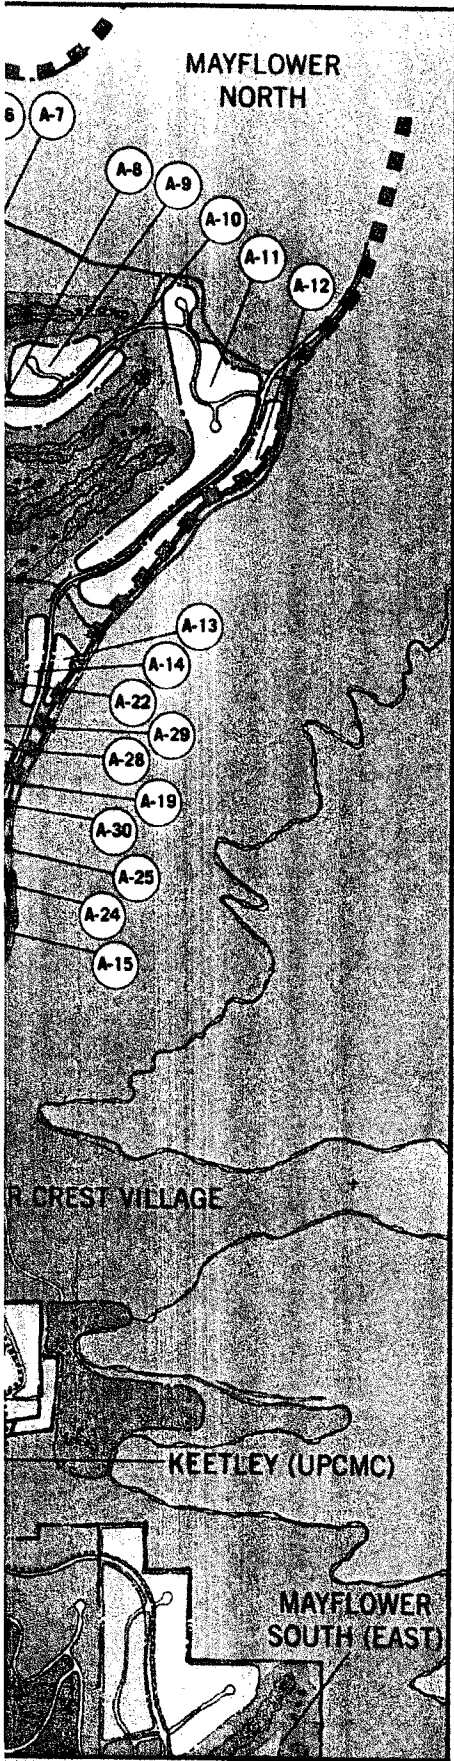 MAYFLOWER
NORTH
6
A-7
A-8
A-9
A-10
A-11
A-12
A-13
A-14
A-22
A-29
A-28
A-19
A-30
A-25
A-24
A-15
R CREST VILLAGE
KEETLEY (UPCMC)
MAYFLOWER
SOUTH (EAST)